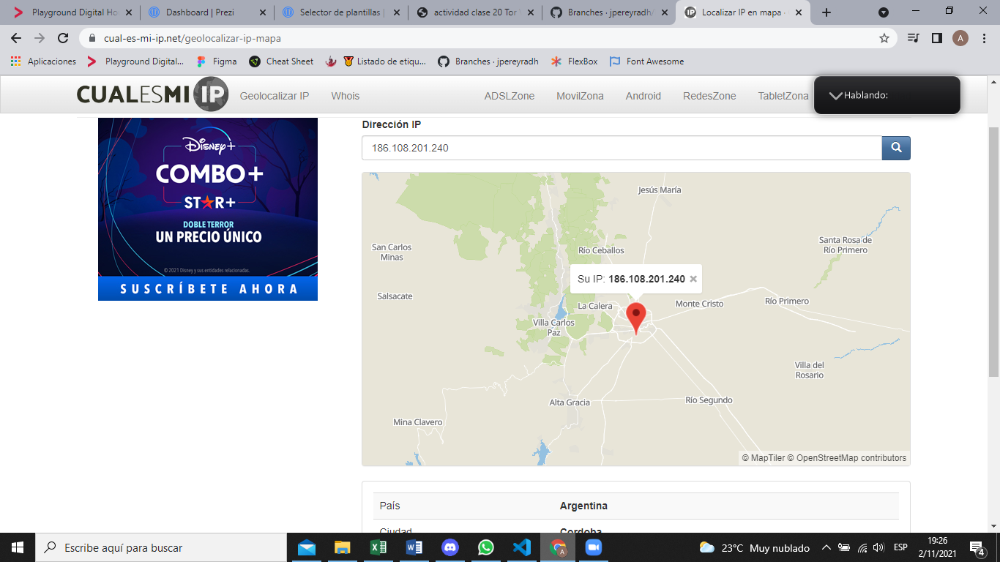 Playground Digital Ho
Dashboard | Prezi
Selector de plantillas |
actividad clase 20 Tor
Branches · jpereyradh/
Localizar IP en mapa
cual-es-mi-ip.net/geolocalizar-ip-mapa
A
Aplicaciones
Playground Digital...
Figma
Cheat Sheet
Listado de etiqu...
Branches · jpereyradh
FlexBox
Font Awesome
CUALESMI IP
Geolocalizar IP
Whois
ADSLZone
MovilZona
Android
RedesZone
TabletZona
Hablando:
Disney+
COMBO+
STAR+
DOBLE TERROR
UN PRECIO ÚNICO
© 2021 Disney y sus entidades relacionadas.
SUSCRÍBETE AHORA
Dirección IP
186.108.201.240
Jesús María
Santa Rosa de
Río Primero
San Carlos
Minas
Río Ceballos
Su IP: 186.108.201.240 ×
Salsacate
La Calera
Monte Cristo
Río Primero
Villa Carlos
Paz
Villa del
Rosario
Alta Gracia
Río Segundo
Mina Clavero
© MapTiler © OpenStreetMap contributors
País
Argentina
Ciudad
Cordoba
Escribe aquí para buscar
23°C Muy nublado
ESP
19:26
2/11/2021
4